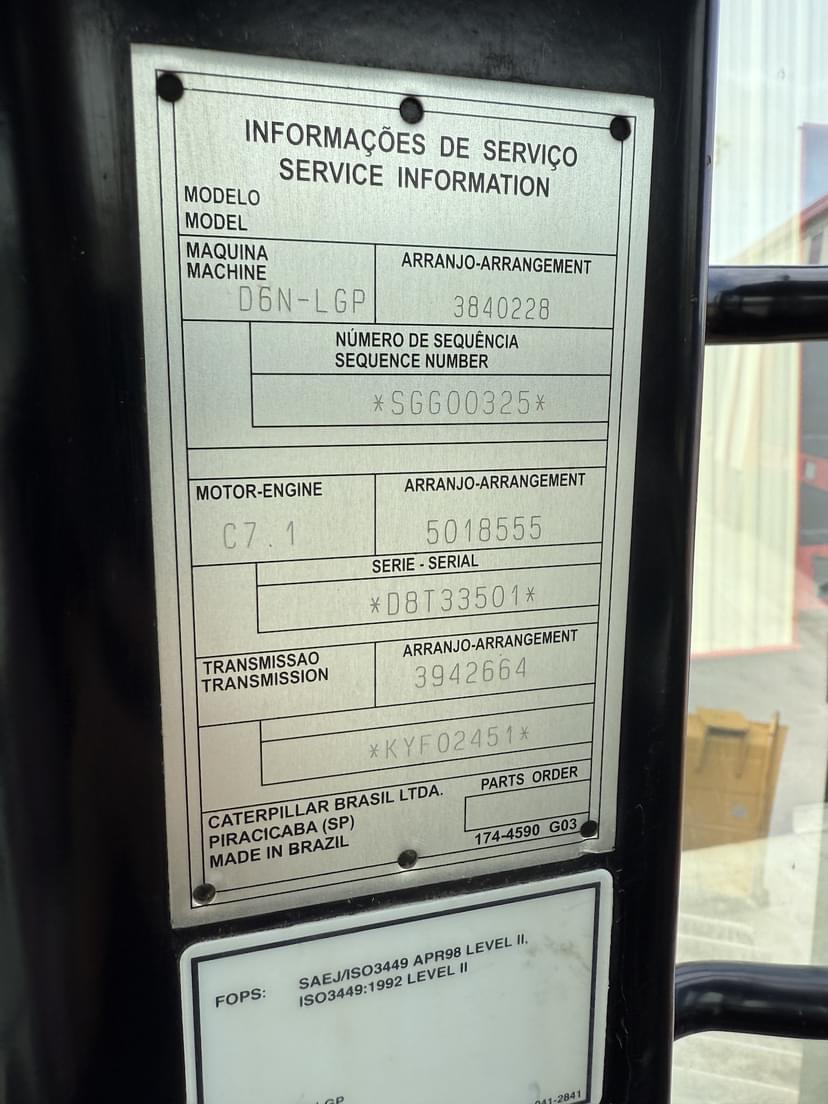 INFORMAÇÕES DE SERVIÇO
SERVICE INFORMATION
MODELO
MODEL
MAQUINA
MACHINE
D6N-LGP
ARRANJO-ARRANGEMENT
3840228
NÚMERO DE SEQUÊNCIA
SEQUENCE NUMBER
*SGG00325*
MOTOR-ENGINE
C7.1
ARRANJO-ARRANGEMENT
5018555
SERIE - SERIAL
*D8T33501*
TRANSMISSAO
TRANSMISSION
ARRANJO-ARRANGEMENT
3942664
*KYF02451*
CATERPILLAR BRASIL LTDA.
PIRACICABA (SP)
MADE IN BRAZIL
PARTS ORDER
174-4590 G03
FOPS:
SAEJ/ISO3449 APR98 LEVEL II.
ISO3449:1992 LEVEL II